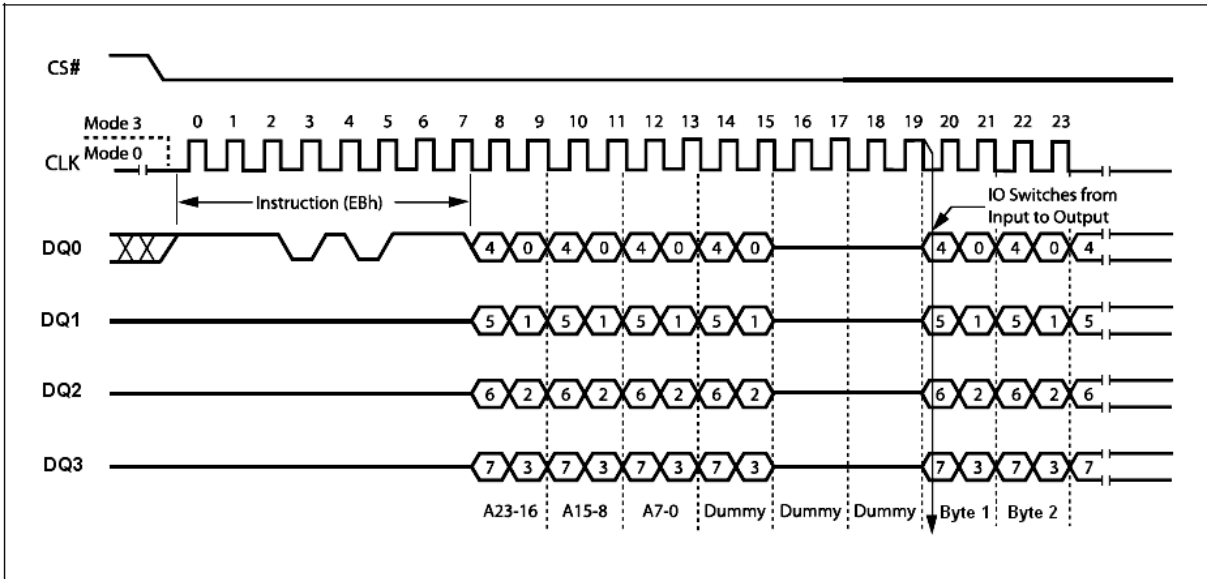 CS#
Mode 3
0 1 2 3 4 5 6 7 8 9 10 11 12 13 14 15 16 17 18 19 20 21 22 23
CLK
Mode 0
Instruction (EBh)
IO Switches from
Input to Output
DQ0
4 0 4 0 4 0 4 0 4 0 4 0 4
DQ1
5 1 5 1 5 1 5 1 5 1 5 1 5
DQ2
6 2 6 2 6 2 6 2 6 2 6 2 6
DQ3
7 3 7 3 7 3 7 3 7 3 7 3 7
A23-16 A15-8 A7-0 Dummy Dummy Dummy Byte 1 Byte 2